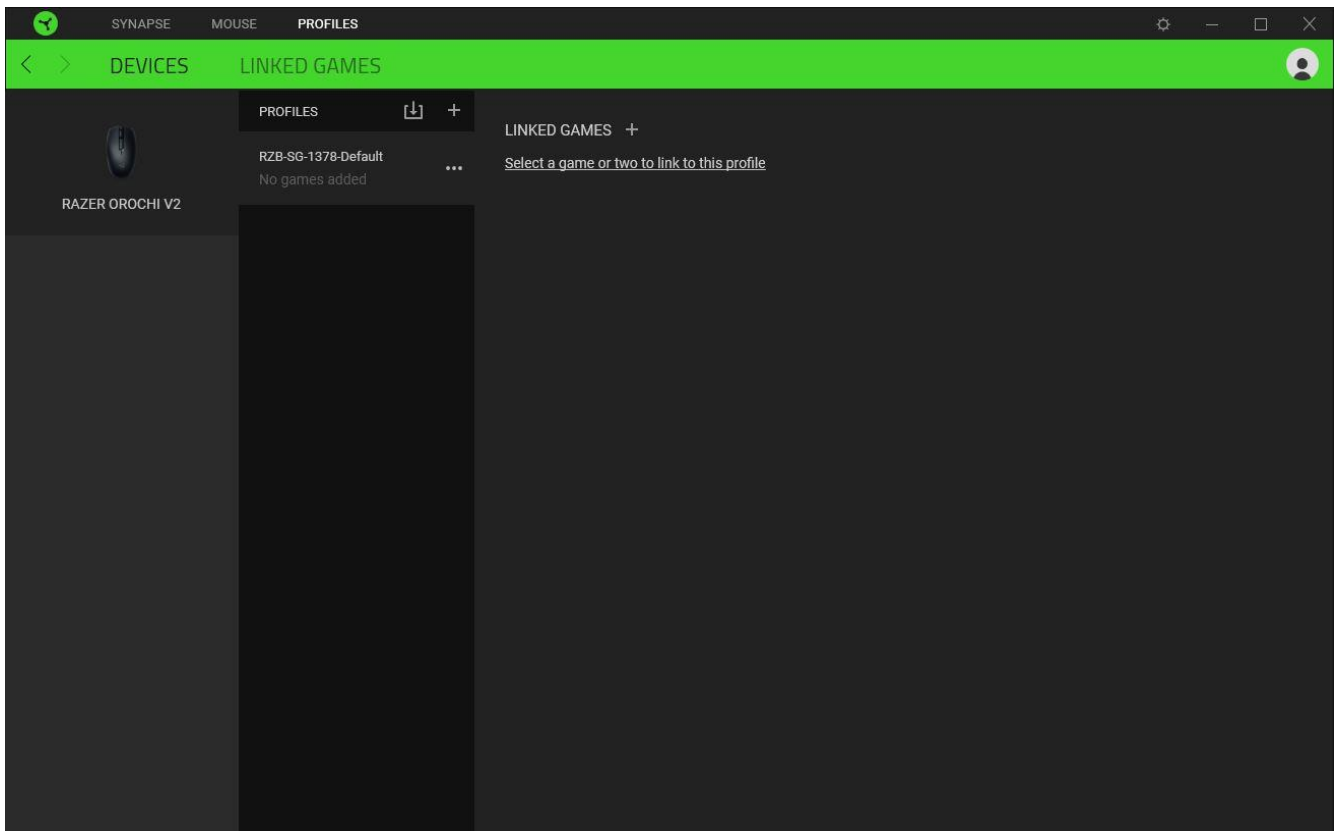 SYNAPSE MOUSE PROFILES
DEVICES LINKED GAMES
RAZER OROCHI V2
PROFILES
RZB-SG-1378-Default
No games added
LINKED GAMES
Select a game or two to link to this profile